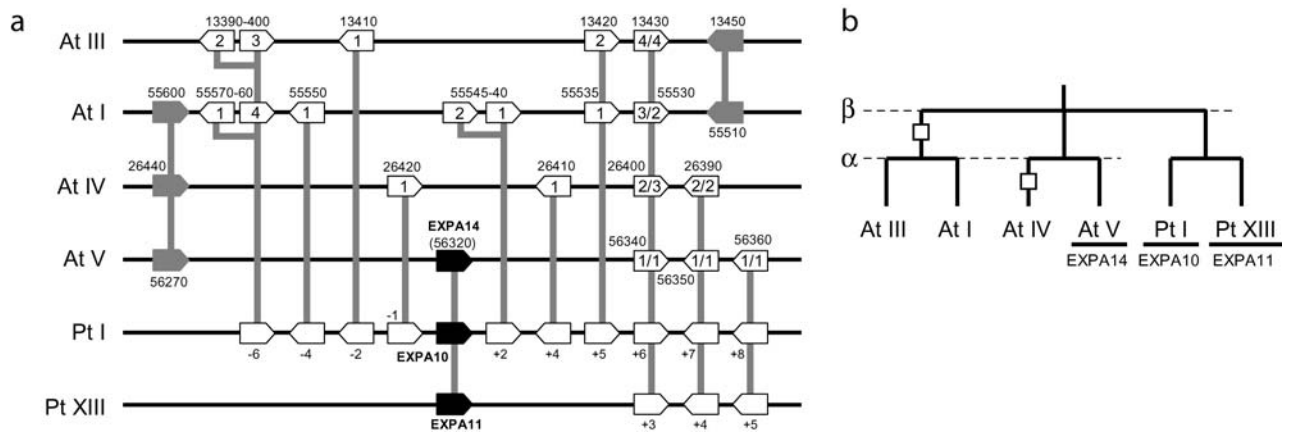 a
13390-400 13410 13420 13430 13450
At III 2 3 1 2 4/4
55600 55570-60 55550 55545-40 55535 55530
At I 1 4 1 2 1 1 3/2
55510
26440 26420 26410 26400 26390
At IV 1 1 2/3 2/2
EXPA14
(56320) 56340 56360
At V 1/1 1/1 1/1
56270 56350
-1
Pt I
-6 -4 -2 EXPA10 +2 +4 +5 +6 +7 +8
Pt XIII
EXPA11 +3 +4 +5
b
β
α
At III At I At IV At V Pt I Pt XIII
EXPA14 EXPA10 EXPA11